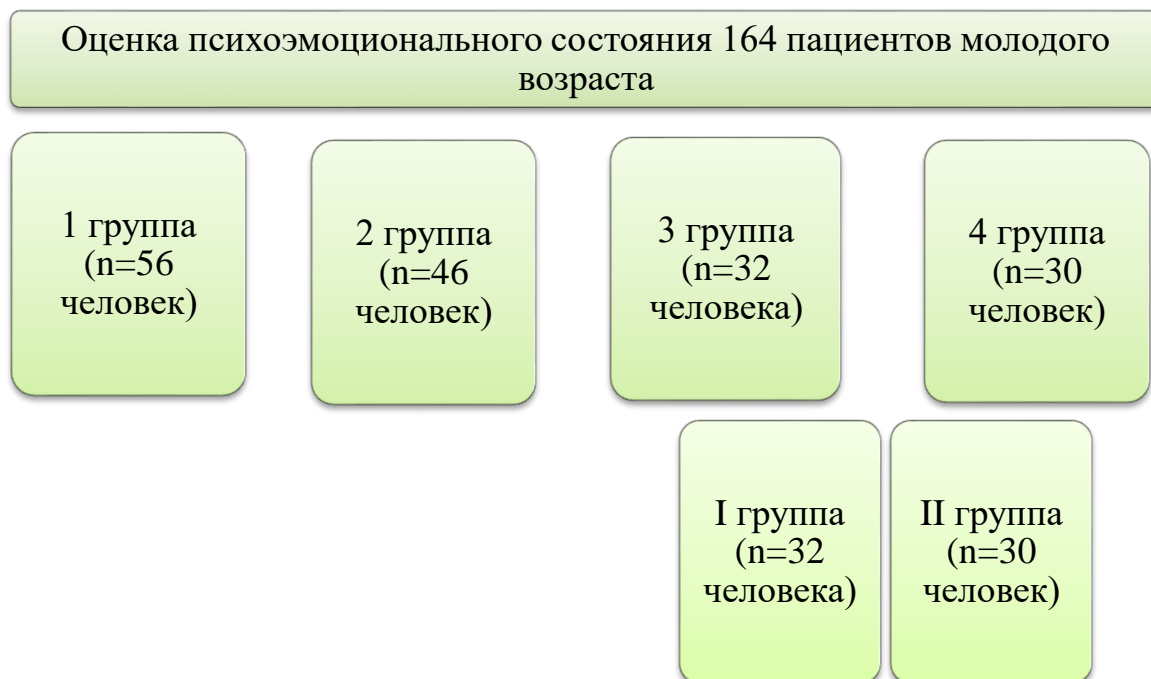 Оценка психоэмоционального состояния 164 пациентов молодого
возраста
1 группа
(n=56
человек)
2 группа
(n=46
человек)
3 группа
(n=32
человека)
4 группа
(n=30
человек)
I группа
(n=32
человека)
II группа
(n=30
человек)